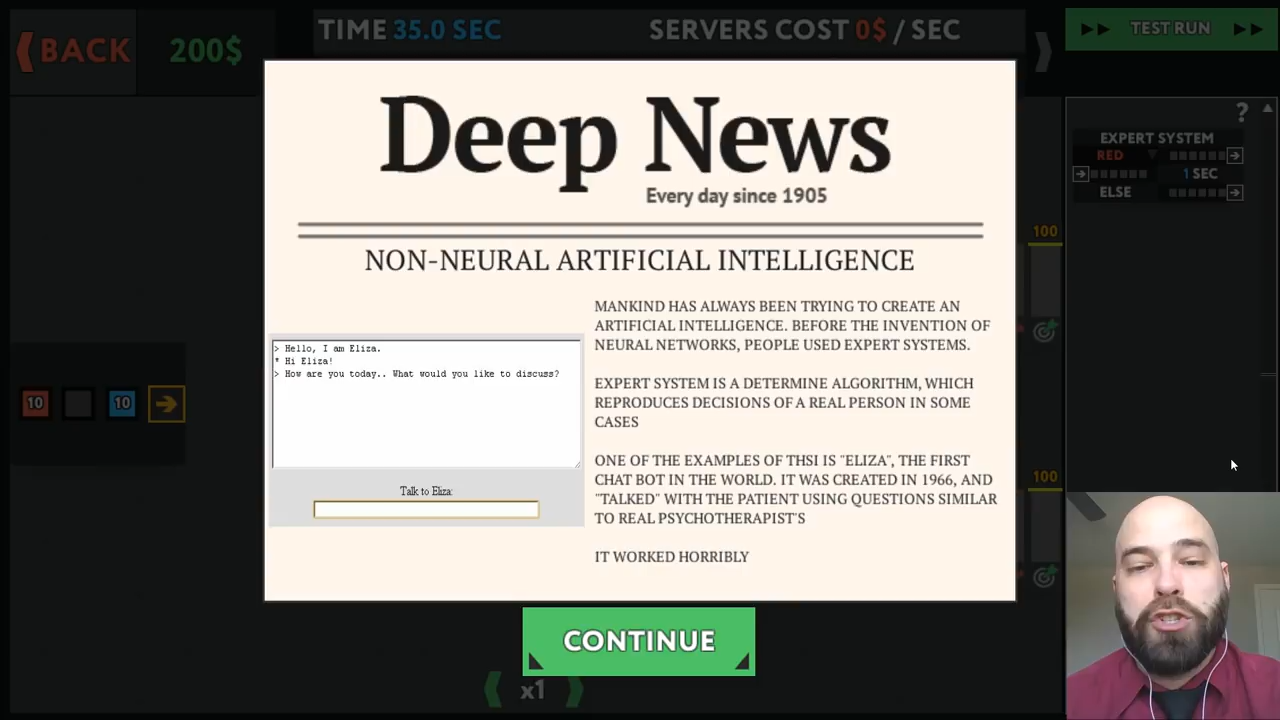 BACK
200$
TIME 35.0 SEC
SERVERS COST 0$ / SEC
TEST RUN
?
EXPERT SYSTEM
RED
1 SEC
ELSE
100
100
10
10
Deep News
Every day since 1905
NON-NEURAL ARTIFICIAL INTELLIGENCE
> Hello, I am Eliza.
* Hi Eliza!
> How are you today.. What would you like to discuss?
Talk to Eliza:
MANKIND HAS ALWAYS BEEN TRYING TO CREATE AN
ARTIFICIAL INTELLIGENCE. BEFORE THE INVENTION OF
NEURAL NETWORKS, PEOPLE USED EXPERT SYSTEMS.
EXPERT SYSTEM IS A DETERMINE ALGORITHM, WHICH
REPRODUCES DECISIONS OF A REAL PERSON IN SOME
CASES
ONE OF THE EXAMPLES OF THSI IS "ELIZA", THE FIRST
CHAT BOT IN THE WORLD. IT WAS CREATED IN 1966, AND
"TALKED" WITH THE PATIENT USING QUESTIONS SIMILAR
TO REAL PSYCHOTHERAPIST'S
IT WORKED HORRIBLY
CONTINUE
x1